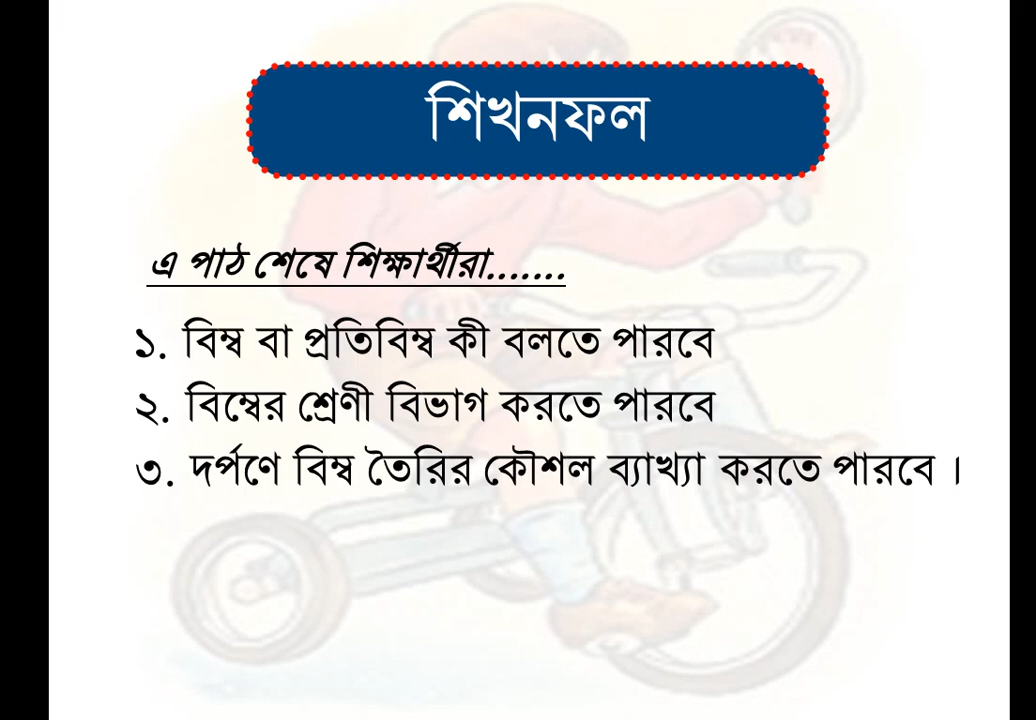 শিখনফল
এ পাঠ শেষে শিক্ষার্থীরা.......
১. বিম্ব বা প্রতিবিম্ব কী বলতে পারবে
২. বিম্বের শ্রেণী বিভাগ করতে পারবে
৩. দর্পণে বিম্ব তৈরির কৌশল ব্যাখ্যা করতে পারবে ।